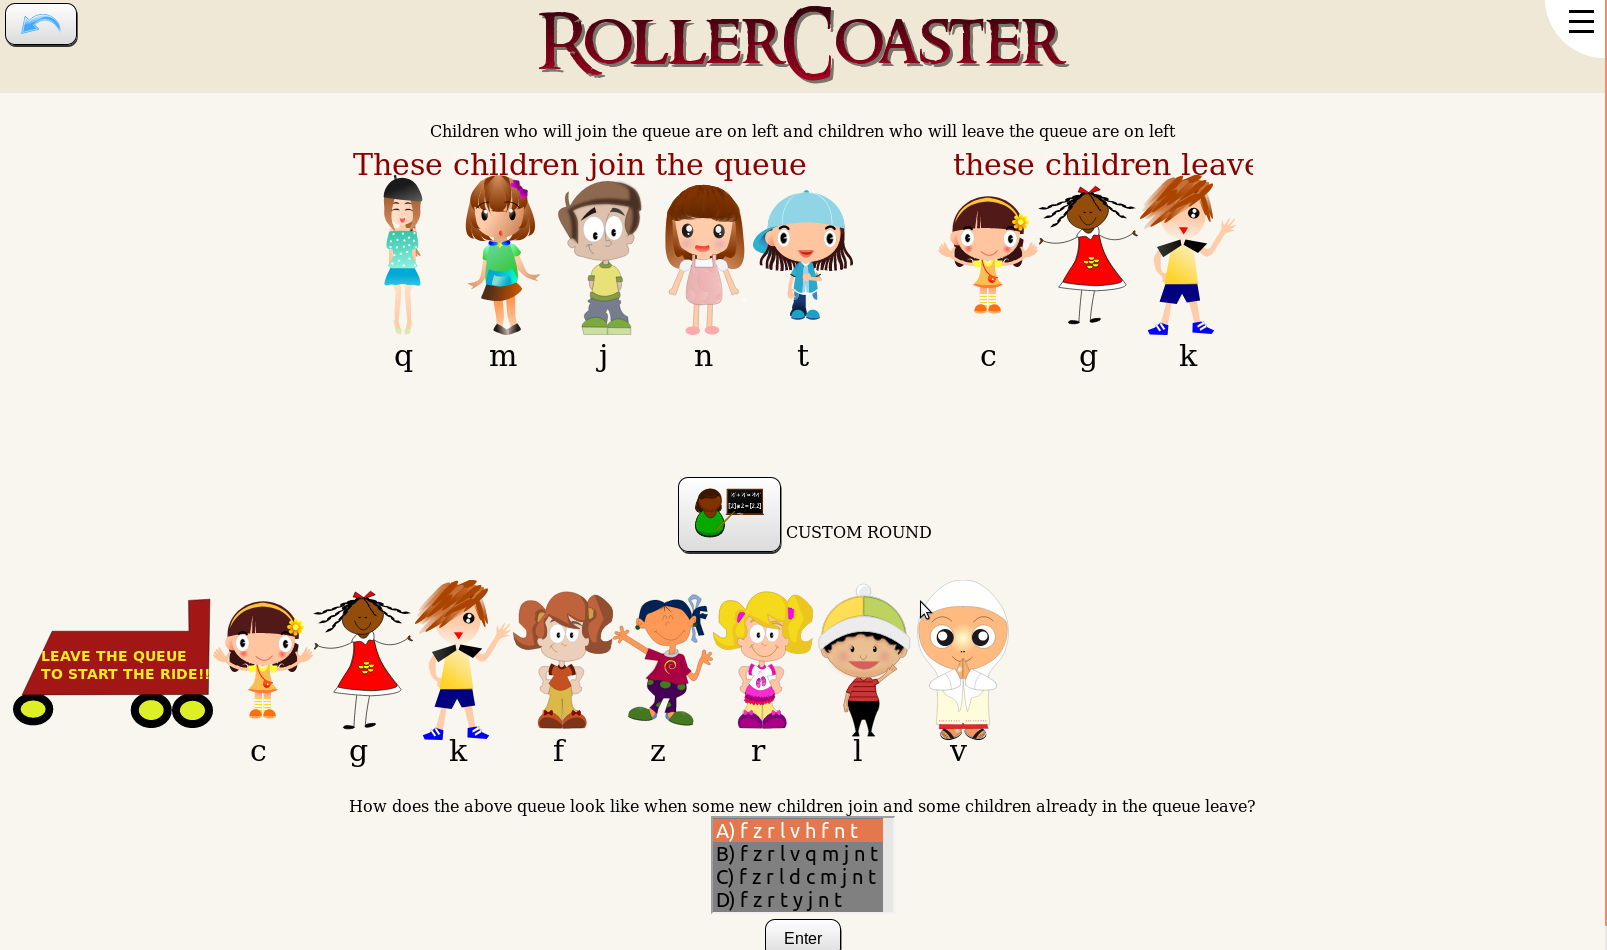 ROLLERCOASTER
Children who will join the queue are on left and children who will leave the queue are on left
These children join the queue
these children leave
q m j n t
c g k
CUSTOM ROUND
LEAVE THE QUEUE
TO START THE RIDE!!
c g k f z r l v
How does the above queue look like when some new children join and some children already in the queue leave?
A) f z r l v h f n t
B) f z r l v q m j n t
C) f z r l d c m j n t
D) f z r t y j n t
Enter